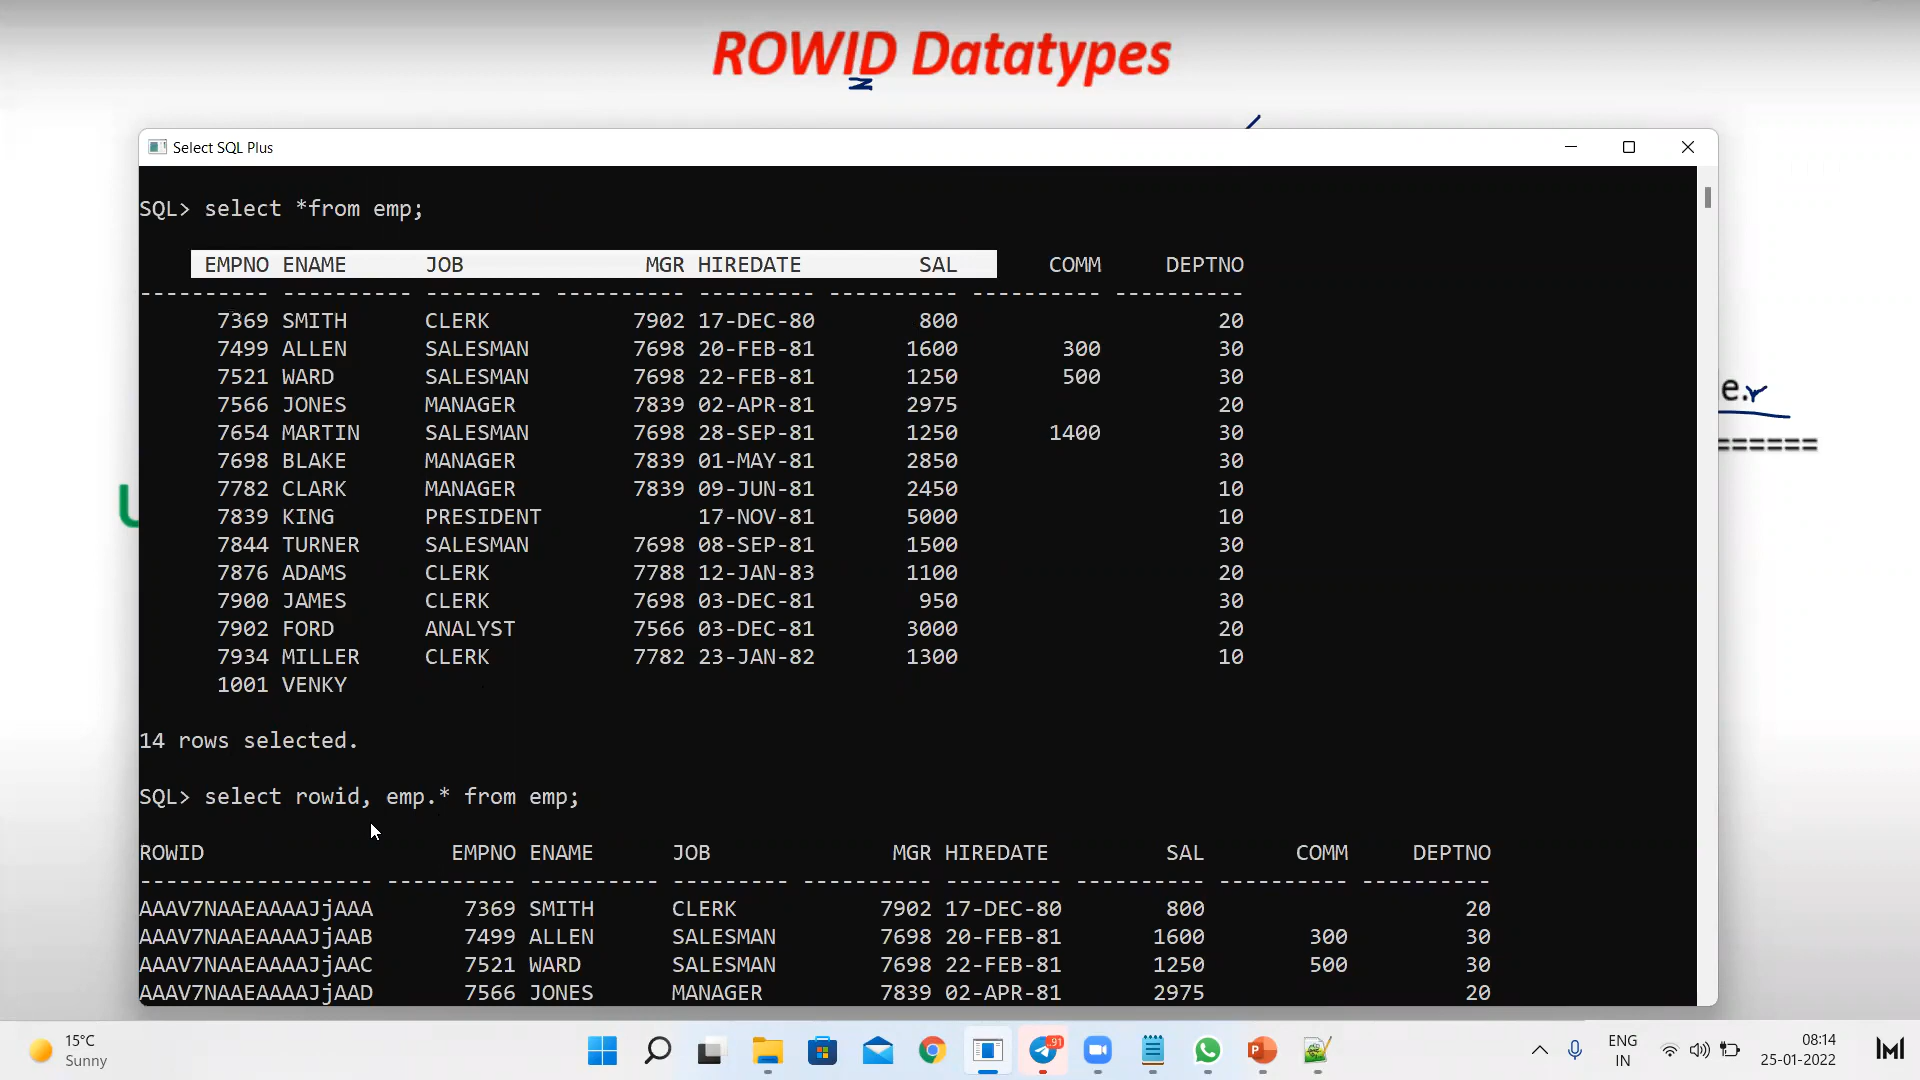 ROWID Datatypes
Select SQL Plus
SQL> select *from emp;
EMPNO ENAME JOB MGR HIREDATE SAL COMM DEPTNO
---------- ---------- --------- ---------- --------- ---------- ---------- ----------
7369 SMITH CLERK 7902 17-DEC-80 800 20
7499 ALLEN SALESMAN 7698 20-FEB-81 1600 300 30
7521 WARD SALESMAN 7698 22-FEB-81 1250 500 30
7566 JONES MANAGER 7839 02-APR-81 2975 20
7654 MARTIN SALESMAN 7698 28-SEP-81 1250 1400 30
7698 BLAKE MANAGER 7839 01-MAY-81 2850 30
7782 CLARK MANAGER 7839 09-JUN-81 2450 10
7839 KING PRESIDENT 17-NOV-81 5000 10
7844 TURNER SALESMAN 7698 08-SEP-81 1500 30
7876 ADAMS CLERK 7788 12-JAN-83 1100 20
7900 JAMES CLERK 7698 03-DEC-81 950 30
7902 FORD ANALYST 7566 03-DEC-81 3000 20
7934 MILLER CLERK 7782 23-JAN-82 1300 10
1001 VENKY
14 rows selected.
SQL> select rowid, emp.* from emp;
ROWID EMPNO ENAME JOB MGR HIREDATE SAL COMM DEPTNO
------------------ ---------- ---------- --------- ---------- --------- ---------- ---------- ----------
AAAV7NAAEAAAAJjAAA 7369 SMITH CLERK 7902 17-DEC-80 800 20
AAAV7NAAEAAAAJjAAB 7499 ALLEN SALESMAN 7698 20-FEB-81 1600 300 30
AAAV7NAAEAAAAJjAAC 7521 WARD SALESMAN 7698 22-FEB-81 1250 500 30
AAAV7NAAEAAAAJjAAD 7566 JONES MANAGER 7839 02-APR-81 2975 20
e.
======
15°C
Sunny
91
ENG
IN
08:14
25-01-2022